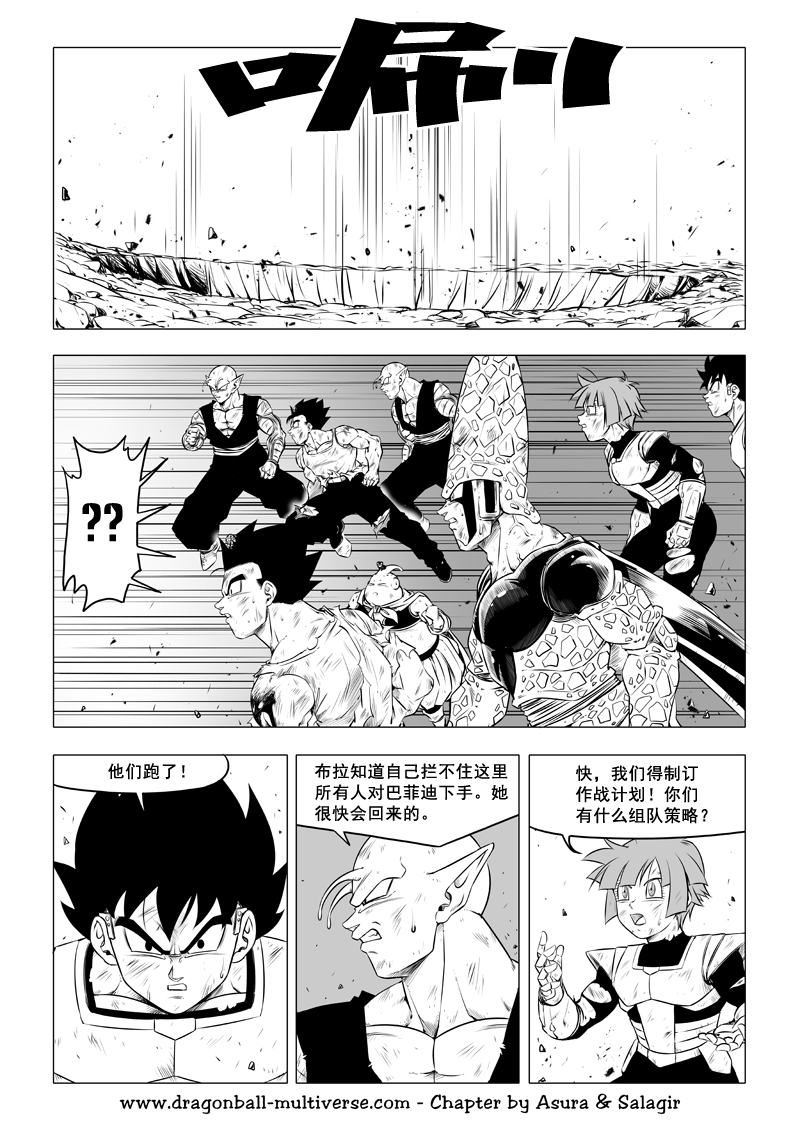 ??
他们跑了！
布拉知道自己拦不住这里
所有人对巴菲迪下手。她
很快会回来的。
快，我们得制订
作战计划！你们
有什么组队策略？
www.dragonball-multiverse.com - Chapter by Asura & Salagir